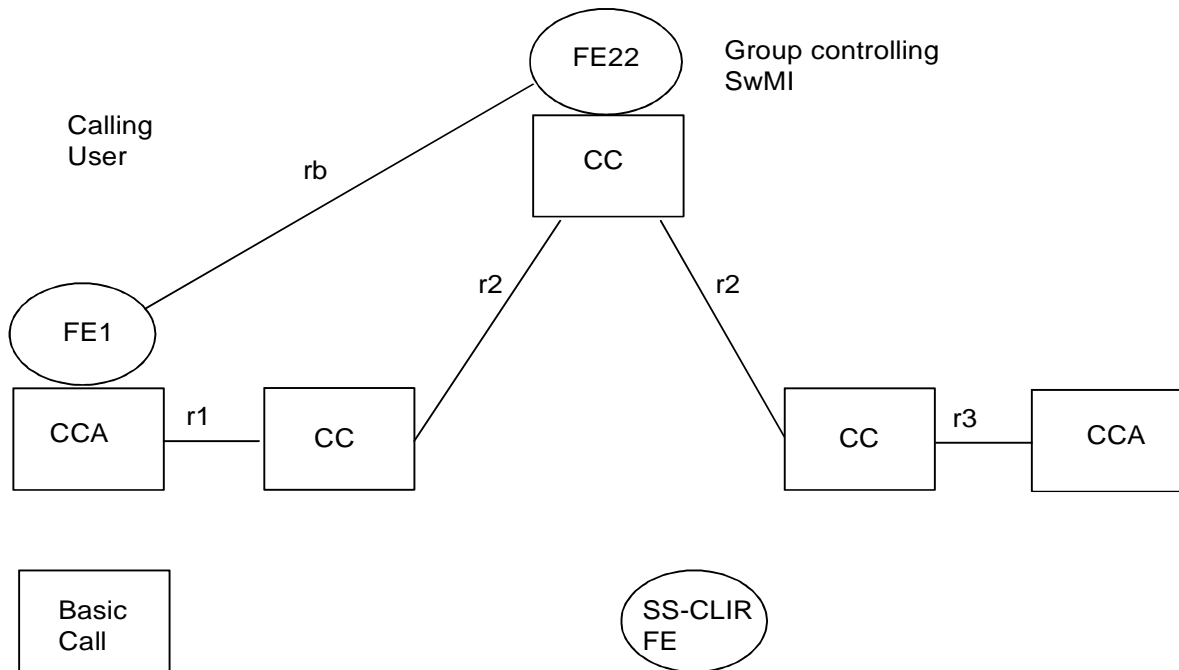 FE22
Group controlling
SwMI
Calling
User
CC
rb
r2
r2
FE1
CCA
r1
CC
CC
r3
CCA
Basic
Call
SS-CLIR
FE